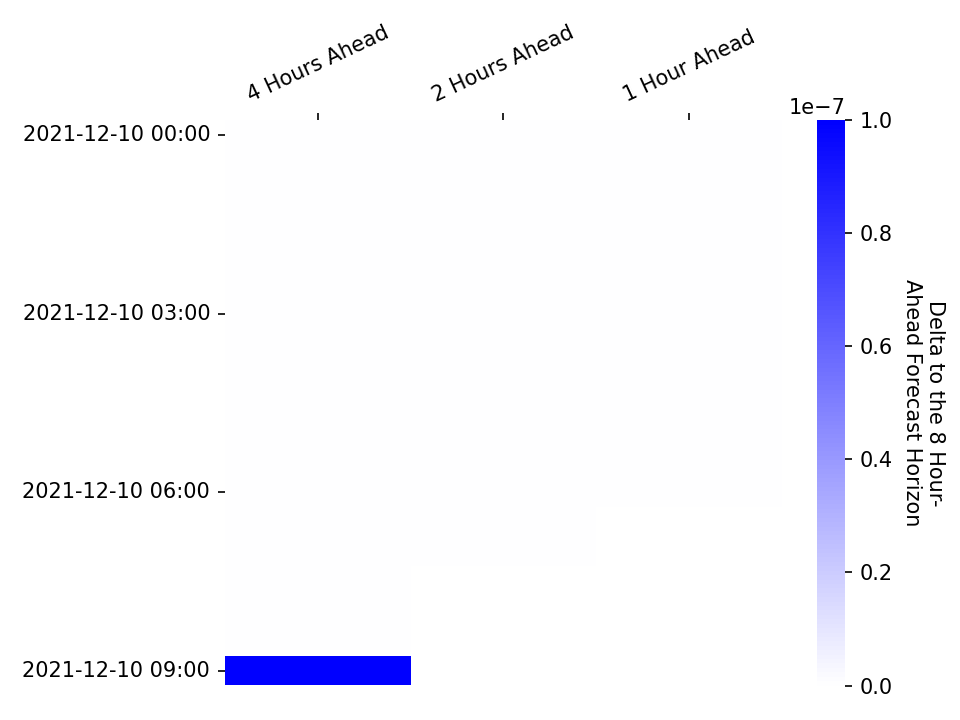 4 Hours Ahead
2 Hours Ahead
1 Hour Ahead
2021-12-10 00:00
2021-12-10 03:00
2021-12-10 06:00
2021-12-10 09:00
1e−7
1.0
0.8
0.6
0.4
0.2
0.0
Delta to the 8 Hour-
Ahead Forecast Horizon